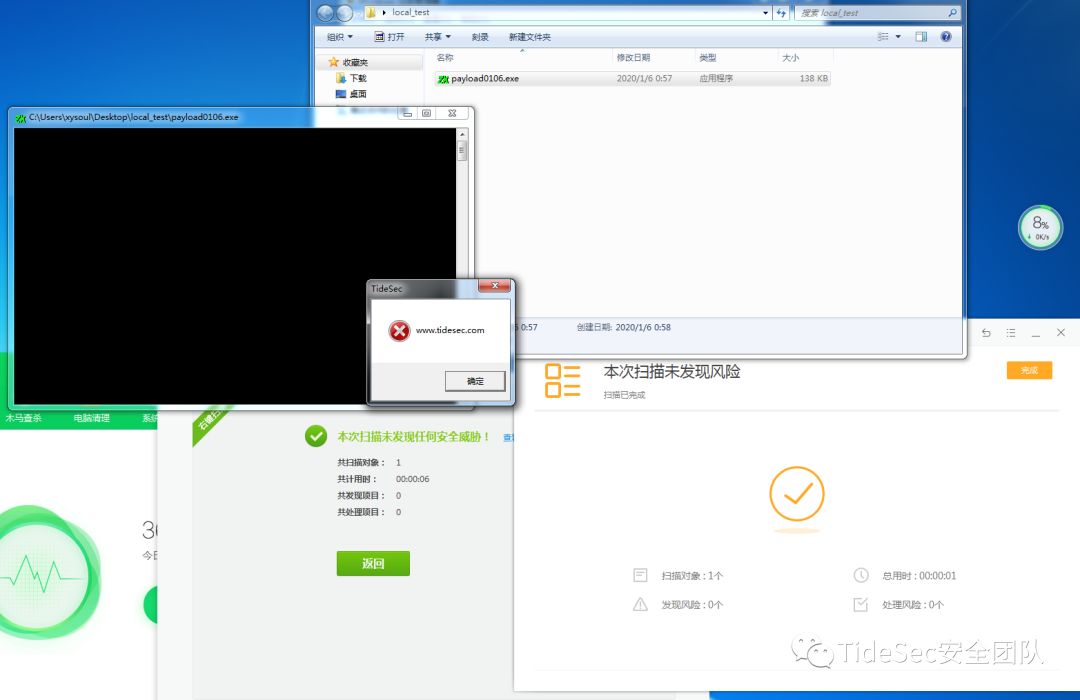 local_test
搜索 local_test
组织
打开
共享
刻录
新建文件夹
名称
修改日期
类型
大小
收藏夹
下载
桌面
payload0106.exe
2020/1/6 0:57
应用程序
138 KB
C:\Users\xysoul\Desktop\local_test\payload0106.exe
8%
0K/s
TideSec
www.tidesec.com
确定
6 0:57
创建日期: 2020/1/6 0:58
本次扫描未发现风险
扫描已完成
完成
木马查杀
电脑清理
系统
右键扫
本次扫描未发现任何安全威胁！
查看
共扫描对象： 1
共计用时： 00:00:06
共发现项目： 0
共处理项目： 0
返回
36
今日
扫描对象 : 1个
总用时 : 00:00:01
发现风险 : 0个
处理风险 : 0个
TideSec安全团队